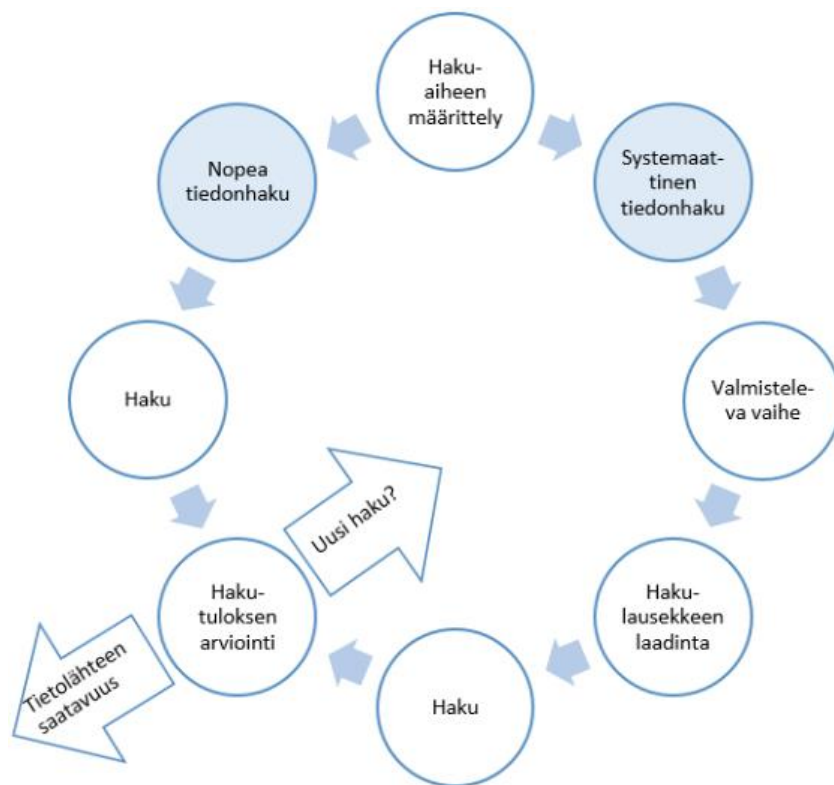 Haku-
aiheen
määrittely
Nopea
tiedonhaku
Systemaat-
tinen
tiedonhaku
Haku
Valmistele-
va vaihe
Uusi haku?
Haku-
tuloksen
arviointi
Haku-
lausekkeen
laadinta
Tietolähteen
saatavuus
Haku